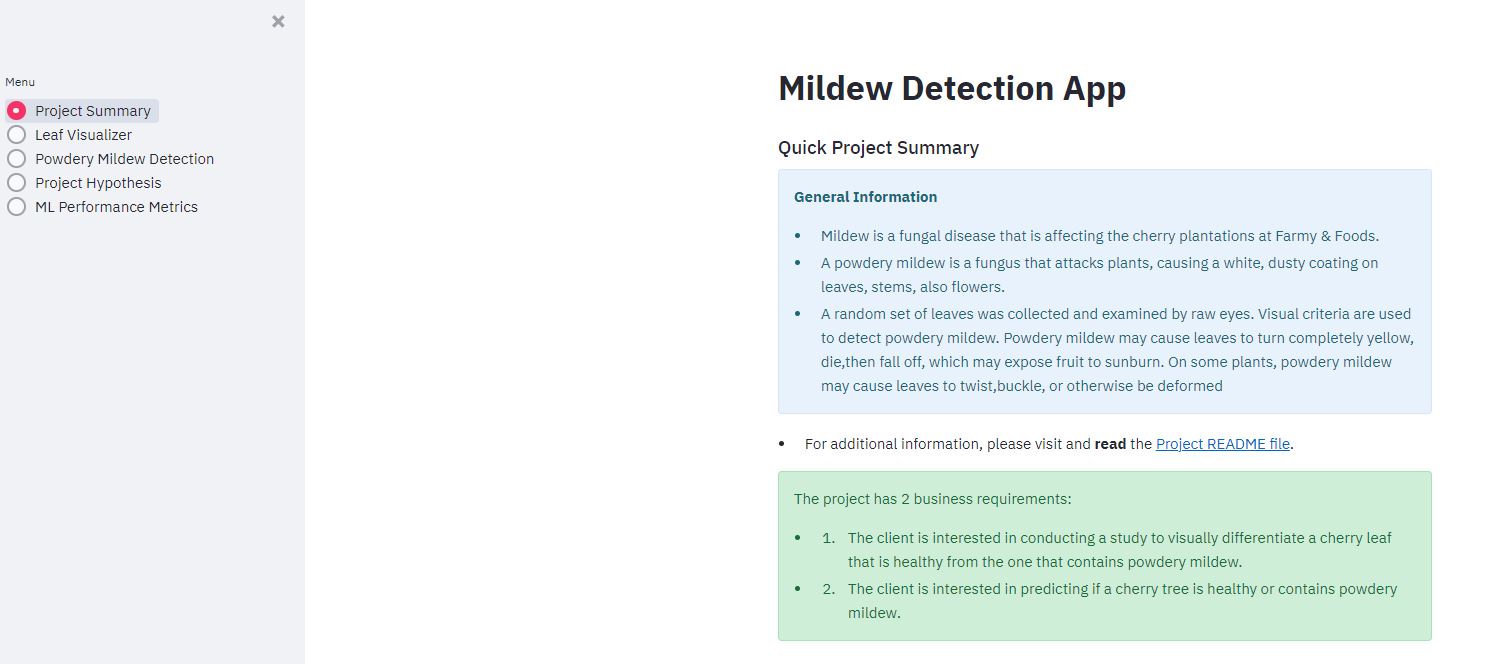 Menu
Project Summary
Leaf Visualizer
Powdery Mildew Detection
Project Hypothesis
ML Performance Metrics
Mildew Detection App
Quick Project Summary
General Information
• Mildew is a fungal disease that is affecting the cherry plantations at Farmy & Foods.
• A powdery mildew is a fungus that attacks plants, causing a white, dusty coating on
leaves, stems, also flowers.
• A random set of leaves was collected and examined by raw eyes. Visual criteria are used
to detect powdery mildew. Powdery mildew may cause leaves to turn completely yellow,
die,then fall off, which may expose fruit to sunburn. On some plants, powdery mildew
may cause leaves to twist,buckle, or otherwise be deformed
• For additional information, please visit and read the Project README file.
The project has 2 business requirements:
• 1. The client is interested in conducting a study to visually differentiate a cherry leaf
that is healthy from the one that contains powdery mildew.
• 2. The client is interested in predicting if a cherry tree is healthy or contains powdery
mildew.